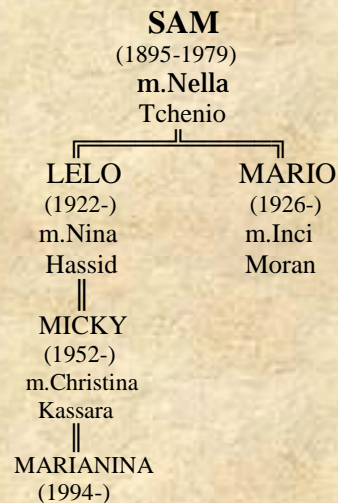 SAM
(1895-1979)
m.Nella
Tchenio
LELO
(1922-)
m.Nina
Hassid
MARIO
(1926-)
m.Inci
Moran
MICKY
(1952-)
m.Christina
Kassara
MARIANINA
(1994-)